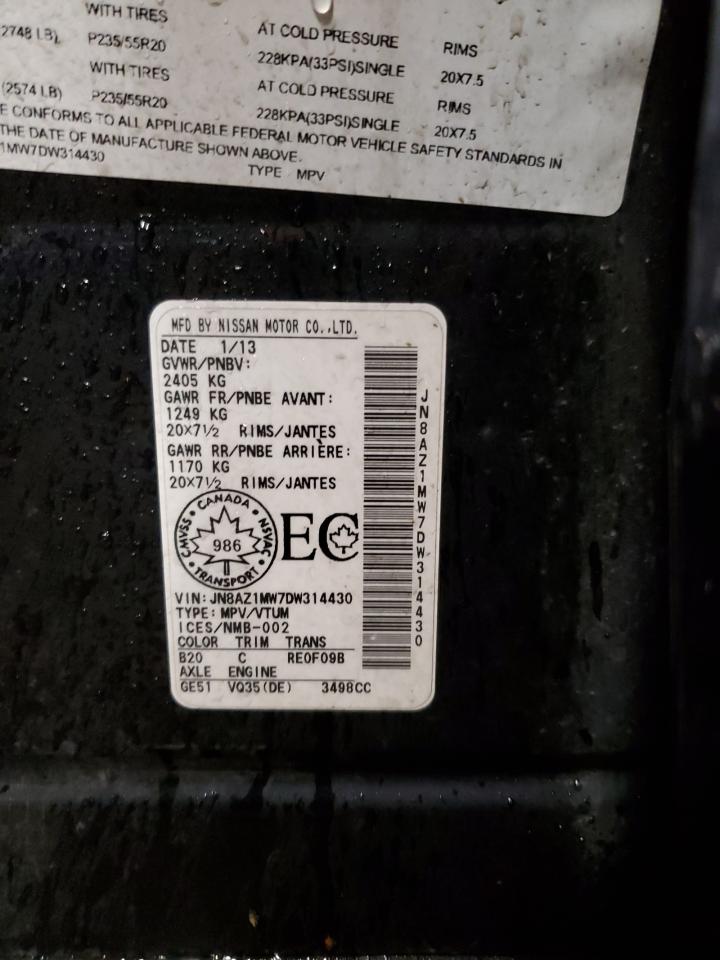 WITH TIRES
AT COLD PRESSURE
RIMS
2748 LB)
P235/55R20
228KPA(33PSI)SINGLE
20X7.5
WITH TIRES
AT COLD PRESSURE
RIMS
(2574 LB)
P235/55R20
228KPA(33PSI)SINGLE
20X7.5
E CONFORMS TO ALL APPLICABLE FEDERAL MOTOR VEHICLE SAFETY STANDARDS IN
THE DATE OF MANUFACTURE SHOWN ABOVE.
1MW7DW314430
TYPE MPV
MFD BY NISSAN MOTOR CO.,LTD.
DATE 1/13
GVWR/PNBV:
2405 KG
GAWR FR/PNBE AVANT:
1249 KG
20X7½ RIMS/JANTES
GAWR RR/PNBE ARRIÈRE:
1170 KG
20X7½ RIMS/JANTES
CANADA
CMVSS 986 NSVAC
TRANSPORT
EC
VIN: JN8AZ1MW7DW314430
TYPE: MPV/VTUM
ICES/NMB-002
COLOR TRIM TRANS
B20 C RE0F09B
AXLE ENGINE
GE51 VQ35(DE) 3498CC
JN8AZ1MW7DW314430